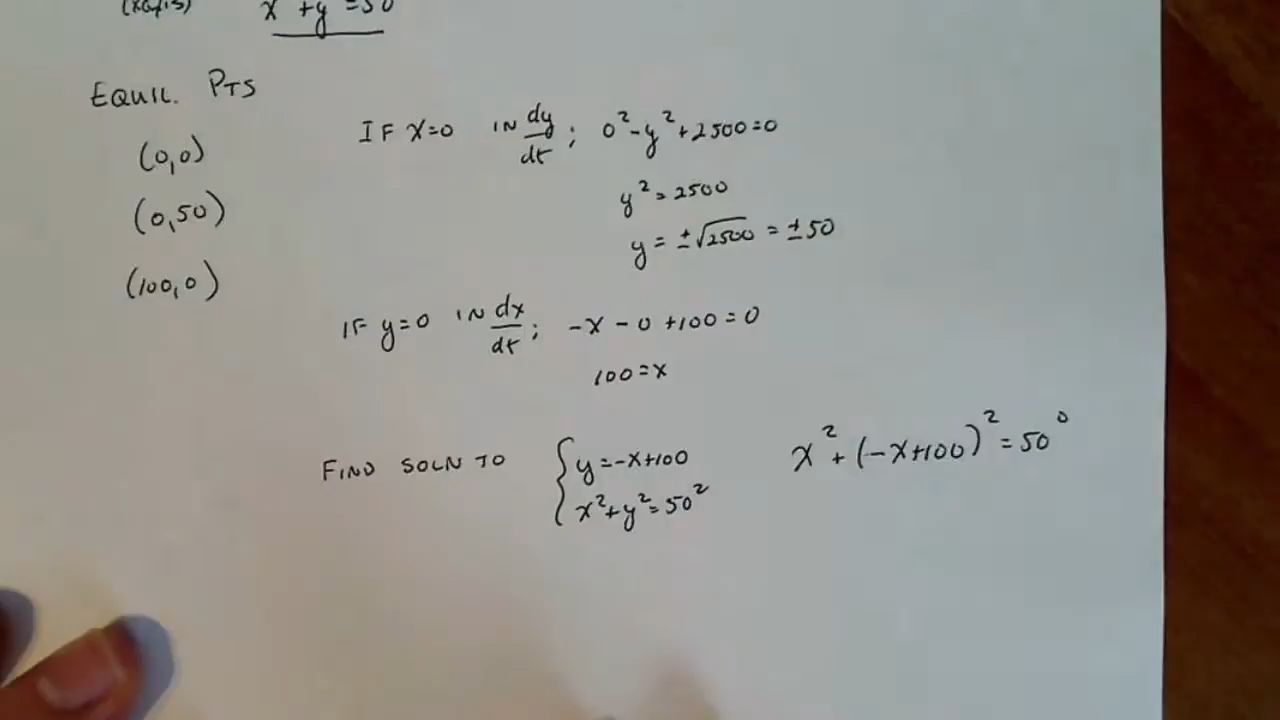 x + y = 50
EQUIL. PTS
(0,0)
(0,50)
(100,0)
IF X=0 IN dy/dt ; 0² - y² + 2500 = 0
y² = 2500
y = ±√2500 = ±50
IF y=0 IN dx/dt ; -x - 0 + 100 = 0
100 = x
FIND SOLN TO { y = -x+100
x² + y² = 50²
x² + (-x+100)² = 50⁰